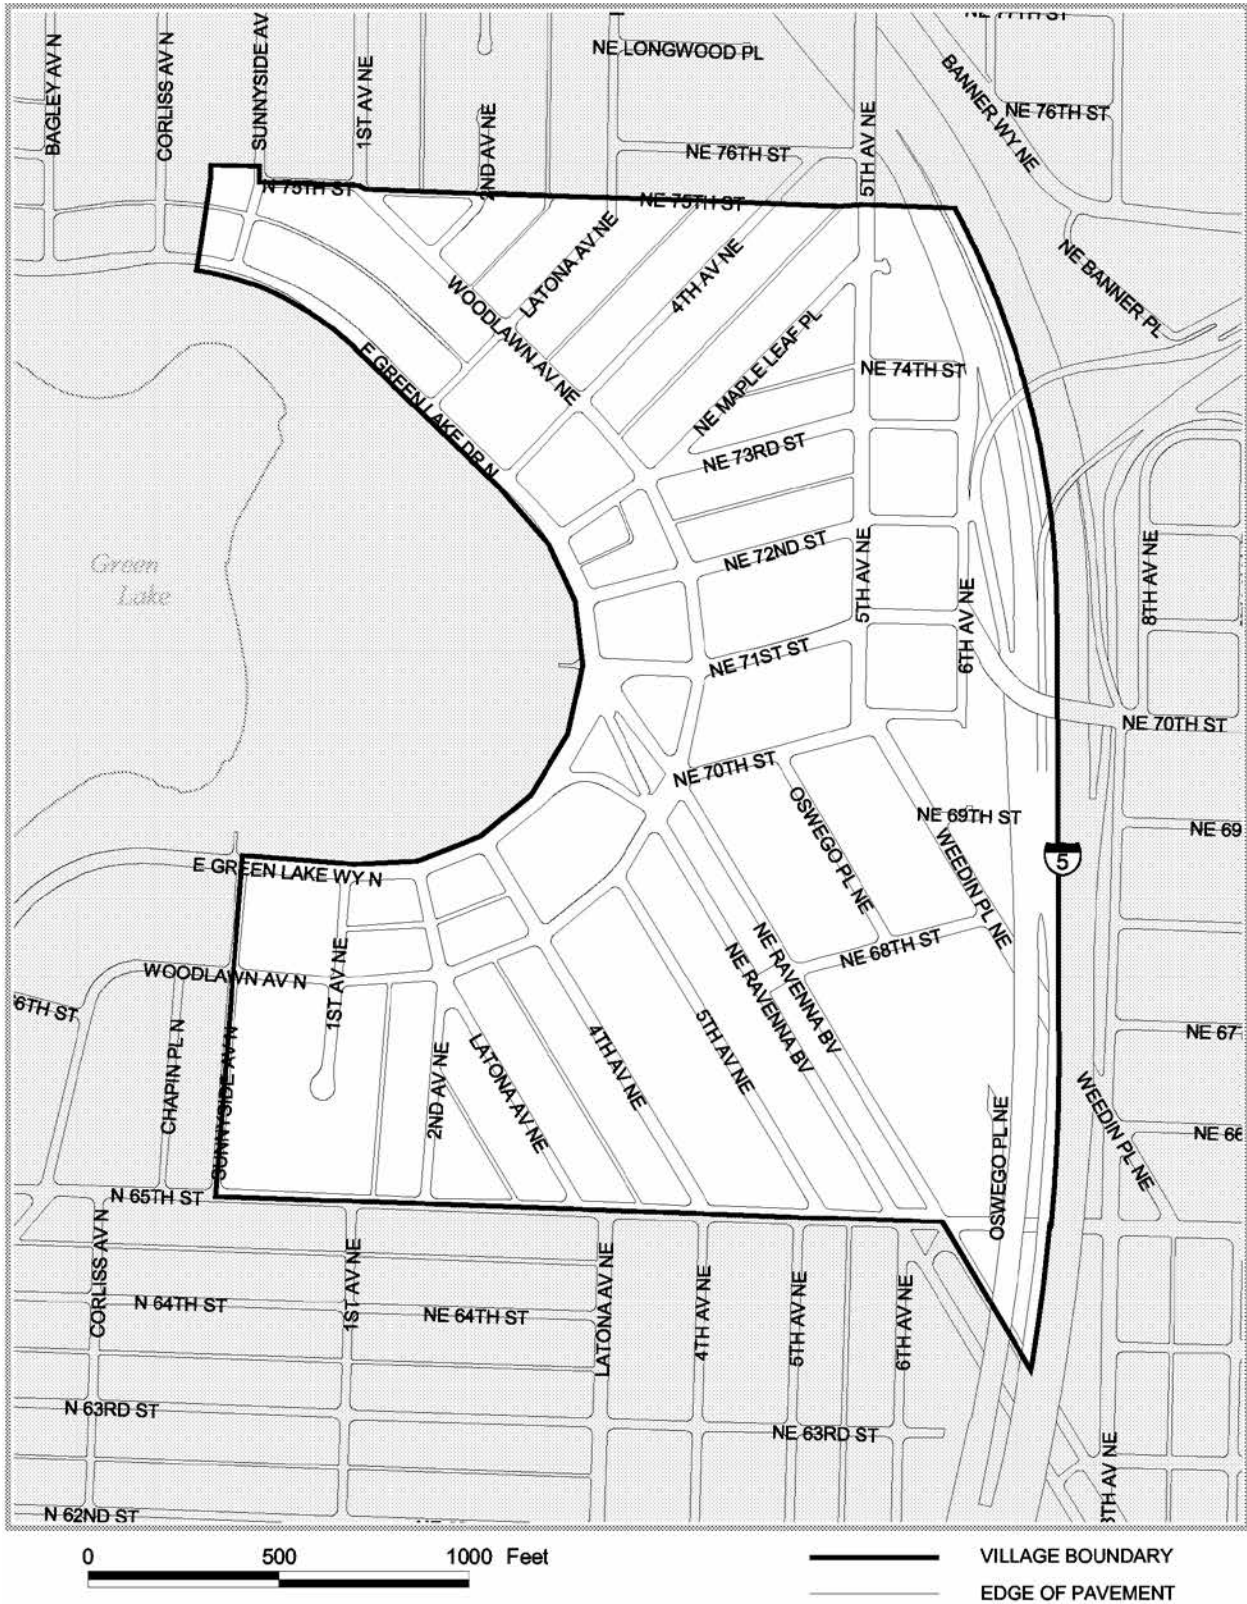 NE 77TH ST
NE LONGWOOD PL
BAGLEY AV N
CORLISS AV N
SUNNYSIDE AV
1ST AV NE
2ND AV NE
5TH AV NE
BANNER WY NE
NE 76TH ST
NE 76TH ST
N 75TH ST
NE 75TH ST
NE BANNER PL
LATONA AV NE
4TH AV NE
WOODLAWN AV NE
NE MAPLE LEAF PL
E GREEN LAKE DR N
NE 74TH ST
NE 73RD ST
Green
Lake
NE 72ND ST
5TH AV NE
6TH AV NE
8TH AV NE
NE 71ST ST
NE 70TH ST
NE 70TH ST
OSWEGO PL NE
NE 69TH ST
NE 69
WEEDIN PL NE
5
E GREEN LAKE WY N
NE RAVENNA BV
NE RAVENNA BV
NE 68TH ST
WOODLAWN AV N
1ST AV NE
6TH ST
CHAPIN PL N
SUNNYSIDE AV N
2ND AV NE
LATONA AV NE
4TH AV NE
5TH AV NE
NE 67
OSWEGO PL NE
WEEDIN PL NE
NE 66
N 65TH ST
CORLISS AV N
1ST AV NE
LATONA AV NE
4TH AV NE
5TH AV NE
6TH AV NE
N 64TH ST
NE 64TH ST
N 63RD ST
NE 63RD ST
8TH AV NE
N 62ND ST
0 500 1000 Feet
VILLAGE BOUNDARY
EDGE OF PAVEMENT